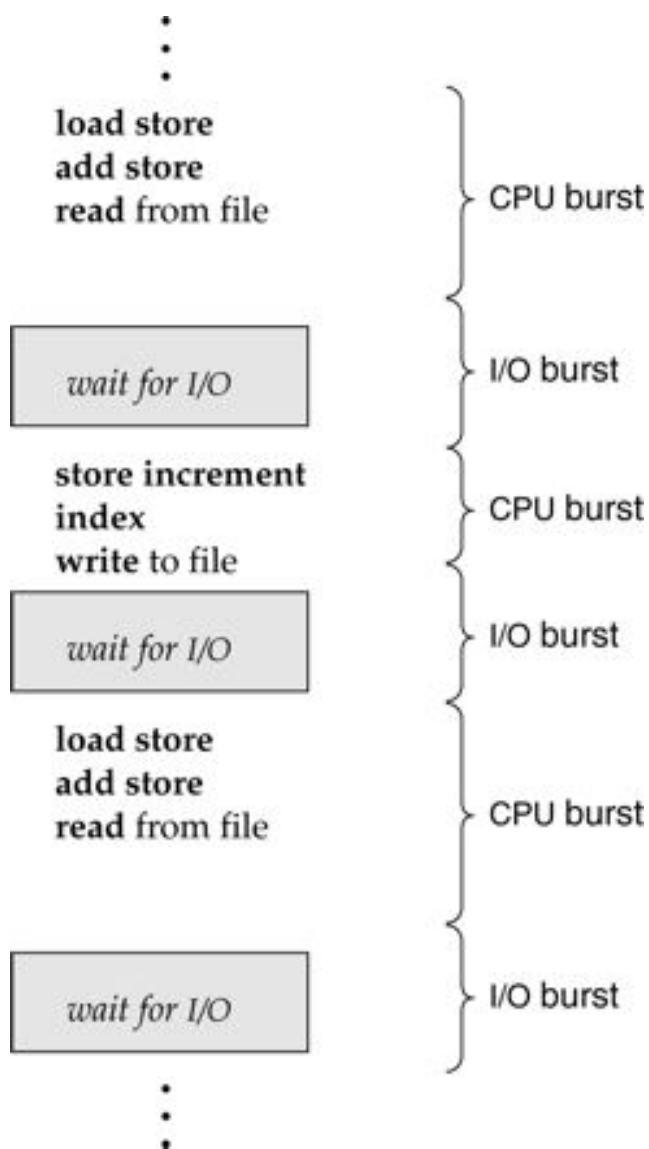 load store
add store
read from file
CPU burst
wait for I/O
I/O burst
store increment
index
write to file
CPU burst
wait for I/O
I/O burst
load store
add store
read from file
CPU burst
wait for I/O
I/O burst